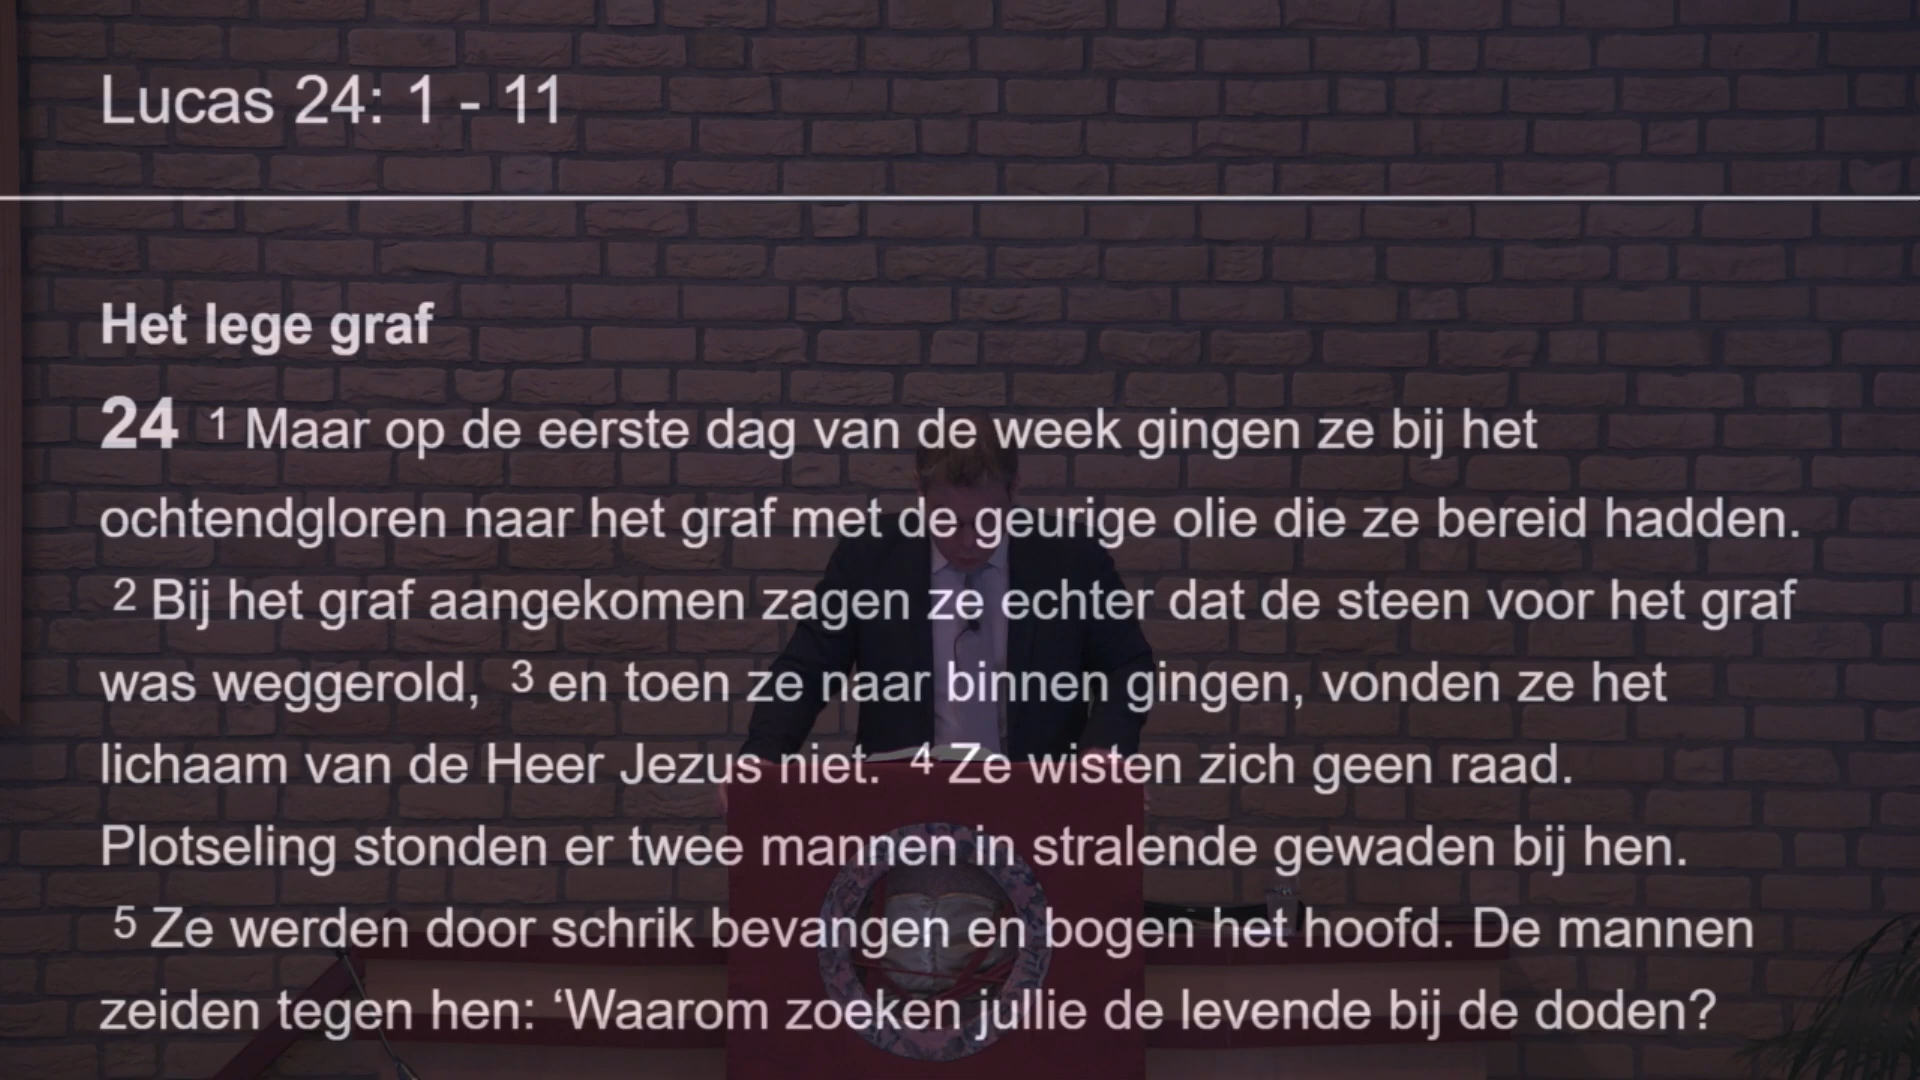 Lucas 24: 1 - 11
Het lege graf
24 1 Maar op de eerste dag van de week gingen ze bij het
ochtendgloren naar het graf met de geurige olie die ze bereid hadden.
2 Bij het graf aangekomen zagen ze echter dat de steen voor het graf
was weggerold, 3 en toen ze naar binnen gingen, vonden ze het
lichaam van de Heer Jezus niet. 4 Ze wisten zich geen raad.
Plotseling stonden er twee mannen in stralende gewaden bij hen.
5 Ze werden door schrik bevangen en bogen het hoofd. De mannen
zeiden tegen hen: ‘Waarom zoeken jullie de levende bij de doden?